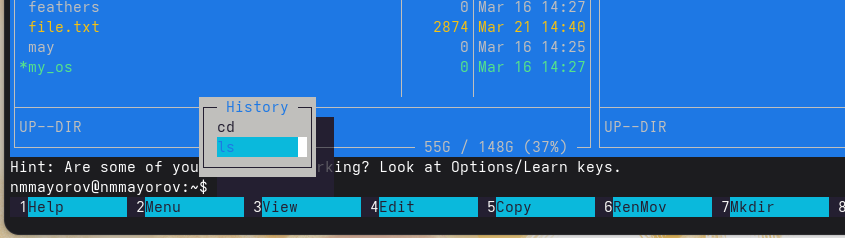 feathers 0 Mar 16 14:27
file.txt 2874 Mar 21 14:40
may 0 Mar 16 14:25
*my_os 0 Mar 16 14:27
History
UP--DIR UP--DIR
cd
ls
55G / 148G (37%)
Hint: Are some of you rking? Look at Options/Learn keys.
nmmayorov@nmmayorov:~$
1Help 2Menu 3View 4Edit 5Copy 6RenMov 7Mkdir 8